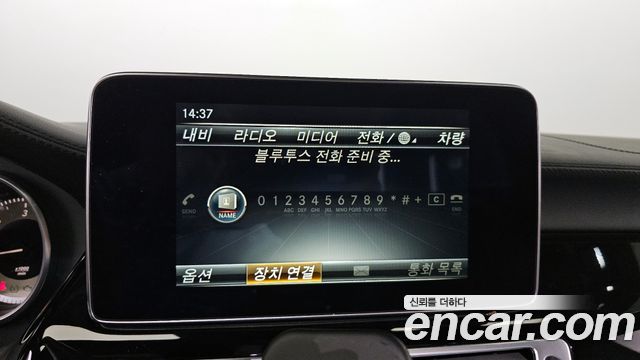 14:37
내비 라디오 미디어 전화 / 차량
블루투스 전화 준비 중...
SEND NAME 0 1 2 3 4 5 6 7 8 9 * # + C END
ABC DEF GHI JKL MNO PQRS TUV WXYZ
옵션 장치 연결 통화 목록
신뢰를 더하다
encar.com